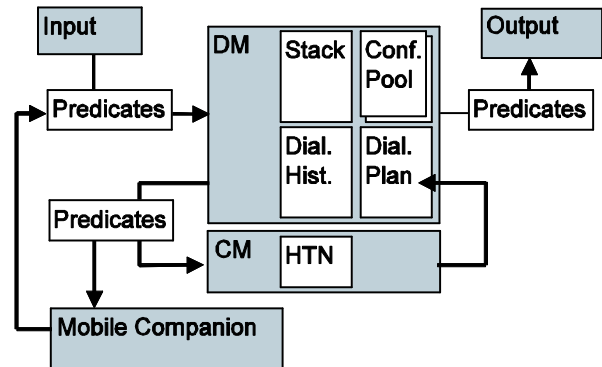 Input
DM
Stack
Conf.
Pool
Output
Predicates
Predicates
Dial.
Hist.
Dial.
Plan
Predicates
CM
HTN
Mobile Companion